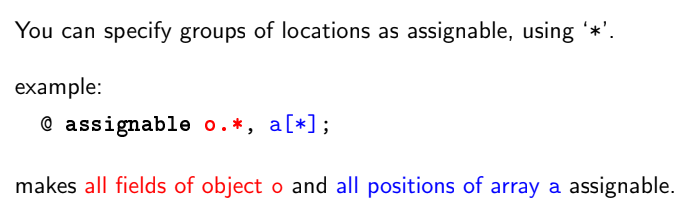 You can specify groups of locations as assignable, using ‘*’.
example:
@ assignable o.*, a[*];
makes all fields of object o and all positions of array a assignable.